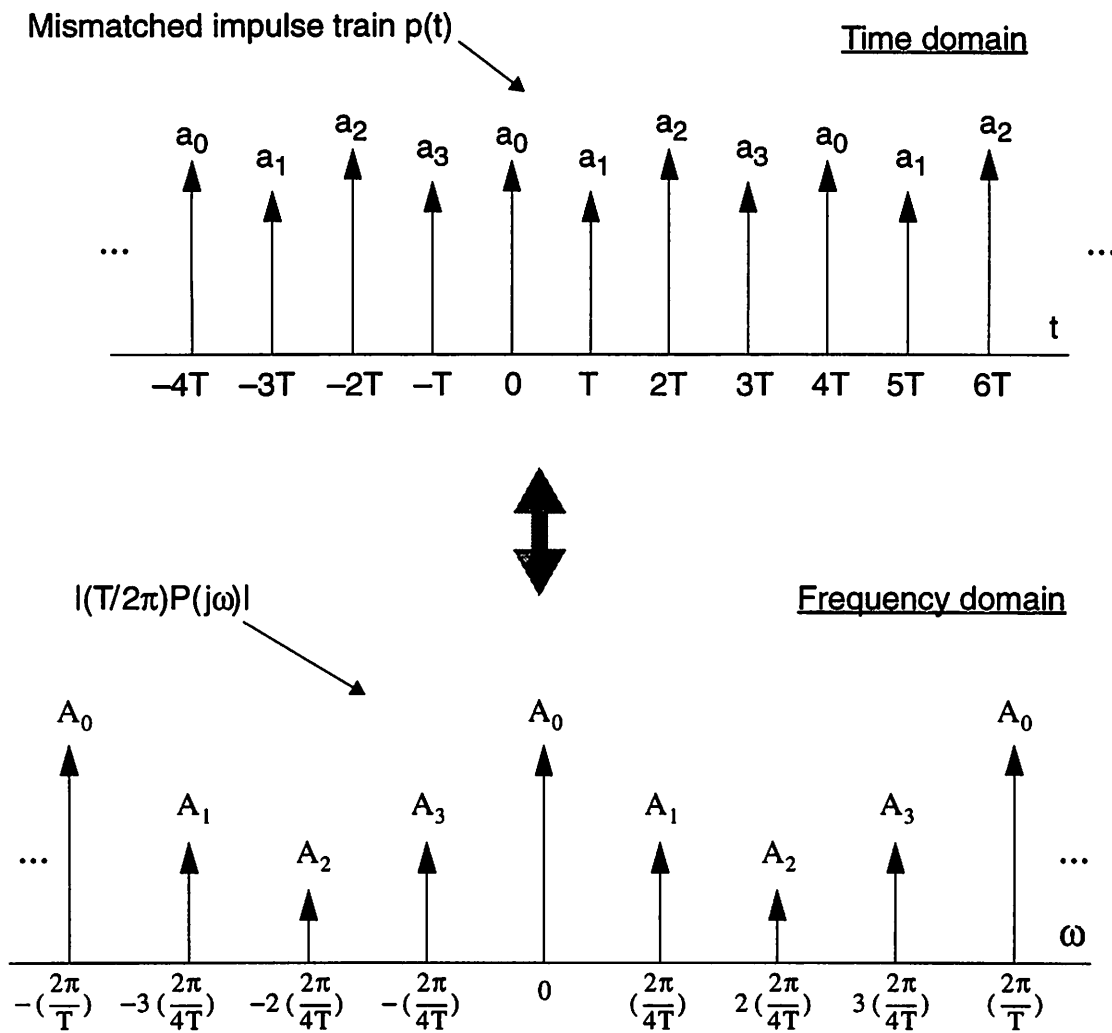 Mismatched impulse train p(t)
Time domain
a₀ a₁ a₂ a₃ a₀ a₁ a₂ a₃ a₀ a₁ a₂
... ...
t
–4T –3T –2T –T 0 T 2T 3T 4T 5T 6T
|(T/2π)P(jω)|
Frequency domain
A₀ A₁ A₂ A₃ A₀ A₁ A₂ A₃ A₀
... ...
ω
−(2π/T) −3(2π/4T) −2(2π/4T) −(2π/4T) 0 (2π/4T) 2(2π/4T) 3(2π/4T) (2π/T)